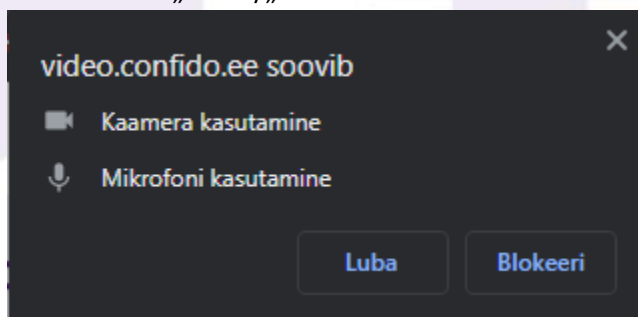 video.confido.ee soovib
Kaamera kasutamine
Mikrofoni kasutamine
Luba Blokeeri